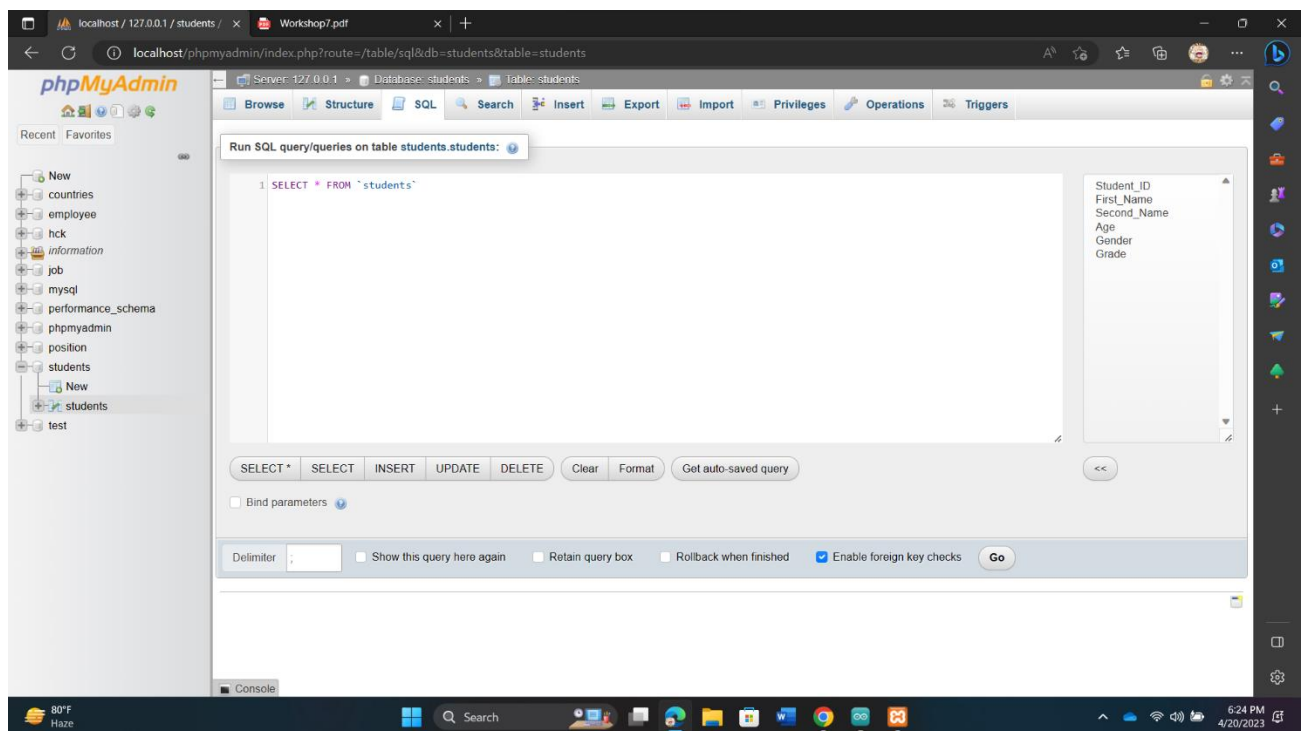 localhost / 127.0.0.1 / students /
Workshop7.pdf
localhost/phpmyadmin/index.php?route=/table/sql&db=students&table=students
phpMyAdmin
Recent Favorites
New
countries
employee
hck
information
job
mysql
performance_schema
phpmyadmin
position
students
New
students
test
Server: 127.0.0.1 » Database: students » Table: students
Browse Structure SQL Search Insert Export Import Privileges Operations Triggers
Run SQL query/queries on table students.students:
1 SELECT * FROM `students`
Student_ID
First_Name
Second_Name
Age
Gender
Grade
SELECT * SELECT INSERT UPDATE DELETE Clear Format Get auto-saved query <<
Bind parameters
Delimiter ; Show this query here again Retain query box Rollback when finished Enable foreign key checks Go
Console
80°F
Haze
Search
6:24 PM
4/20/2023